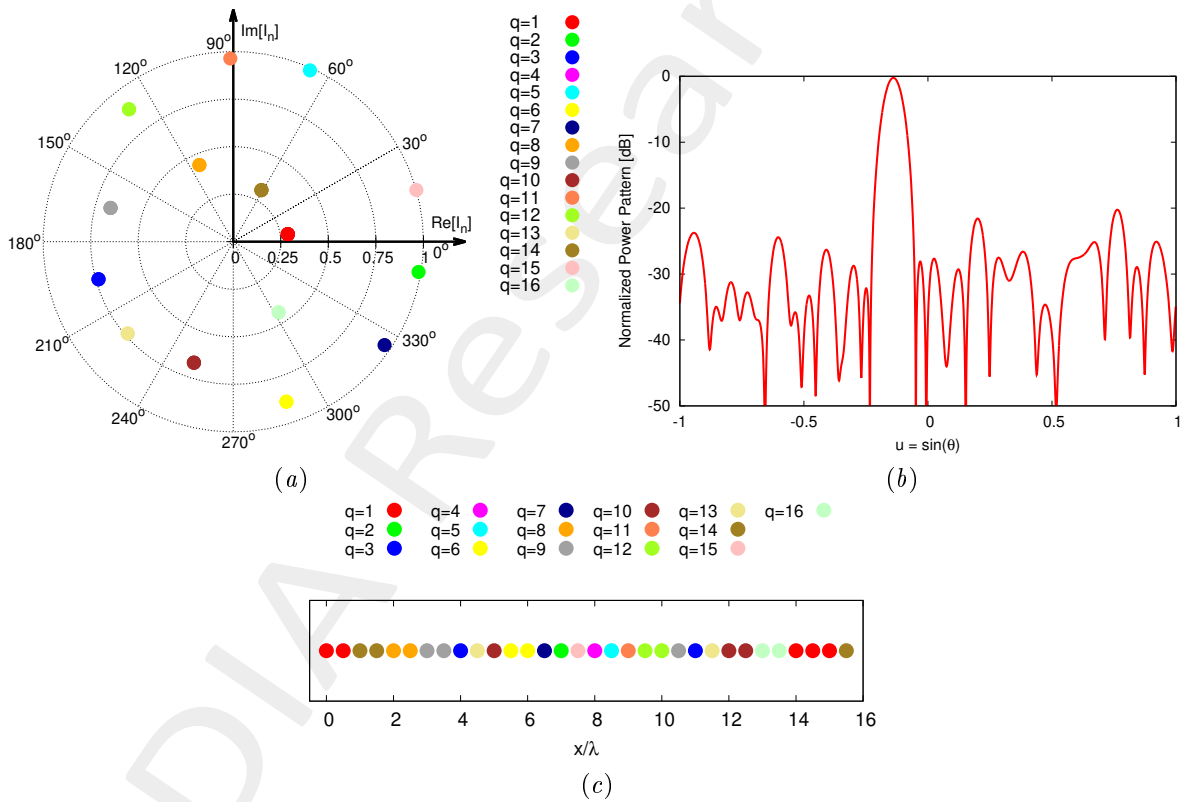 Im[I_n]
90°
120°
60°
150°
30°
Re[I_n]
180°
0 0.25 0.5 0.75 1
0°
210°
330°
240°
300°
270°
q=1
q=2
q=3
q=4
q=5
q=6
q=7
q=8
q=9
q=10
q=11
q=12
q=13
q=14
q=15
q=16
(a)
Normalized Power Pattern [dB]
0
-10
-20
-30
-40
-50
-1 -0.5 0 0.5 1
u = sin(θ)
(b)
q=1 q=4 q=7 q=10 q=13 q=16
q=2 q=5 q=8 q=11 q=14
q=3 q=6 q=9 q=12 q=15
0 2 4 6 8 10 12 14 16
x/λ
(c)
DIA Resear